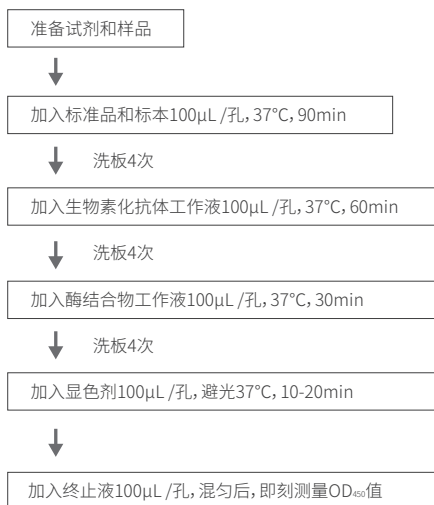 准备试剂和样品
加入标准品和标本100μL /孔，37°C，90min
洗板4次
加入生物素化抗体工作液100μL /孔，37°C，60min
洗板4次
加入酶结合物工作液100μL /孔，37°C，30min
洗板4次
加入显色剂100μL /孔，避光37°C，10-20min
加入终止液100μL /孔，混匀后，即刻测量OD₄₅₀值